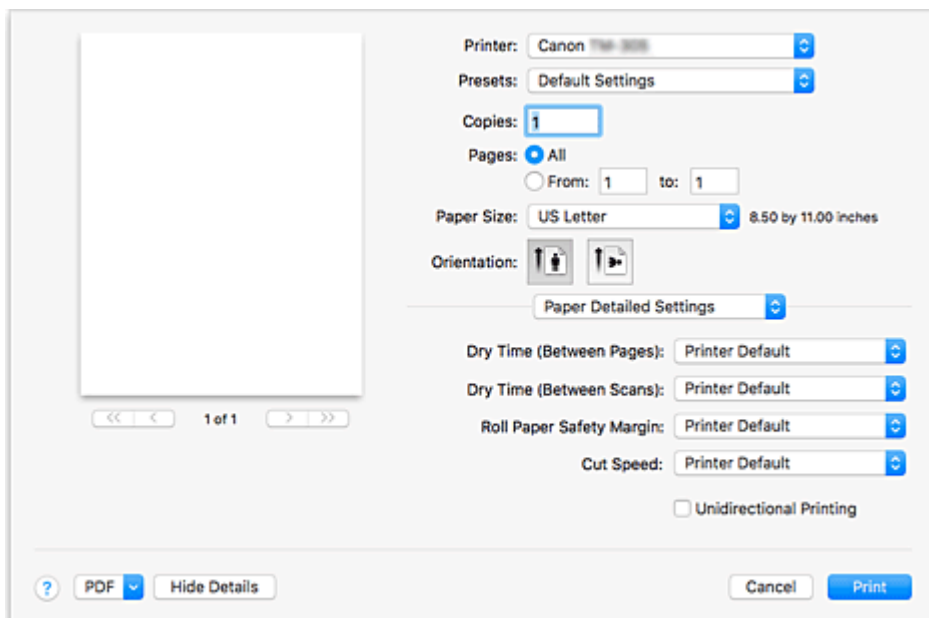 Printer: Canon
Presets: Default Settings
Copies: 1
Pages: All
From: 1 to: 1
Paper Size: US Letter 8.50 by 11.00 inches
Orientation:
Paper Detailed Settings
Dry Time (Between Pages): Printer Default
Dry Time (Between Scans): Printer Default
Roll Paper Safety Margin: Printer Default
Cut Speed: Printer Default
Unidirectional Printing
<< < 1 of 1 > >>
? PDF Hide Details Cancel Print